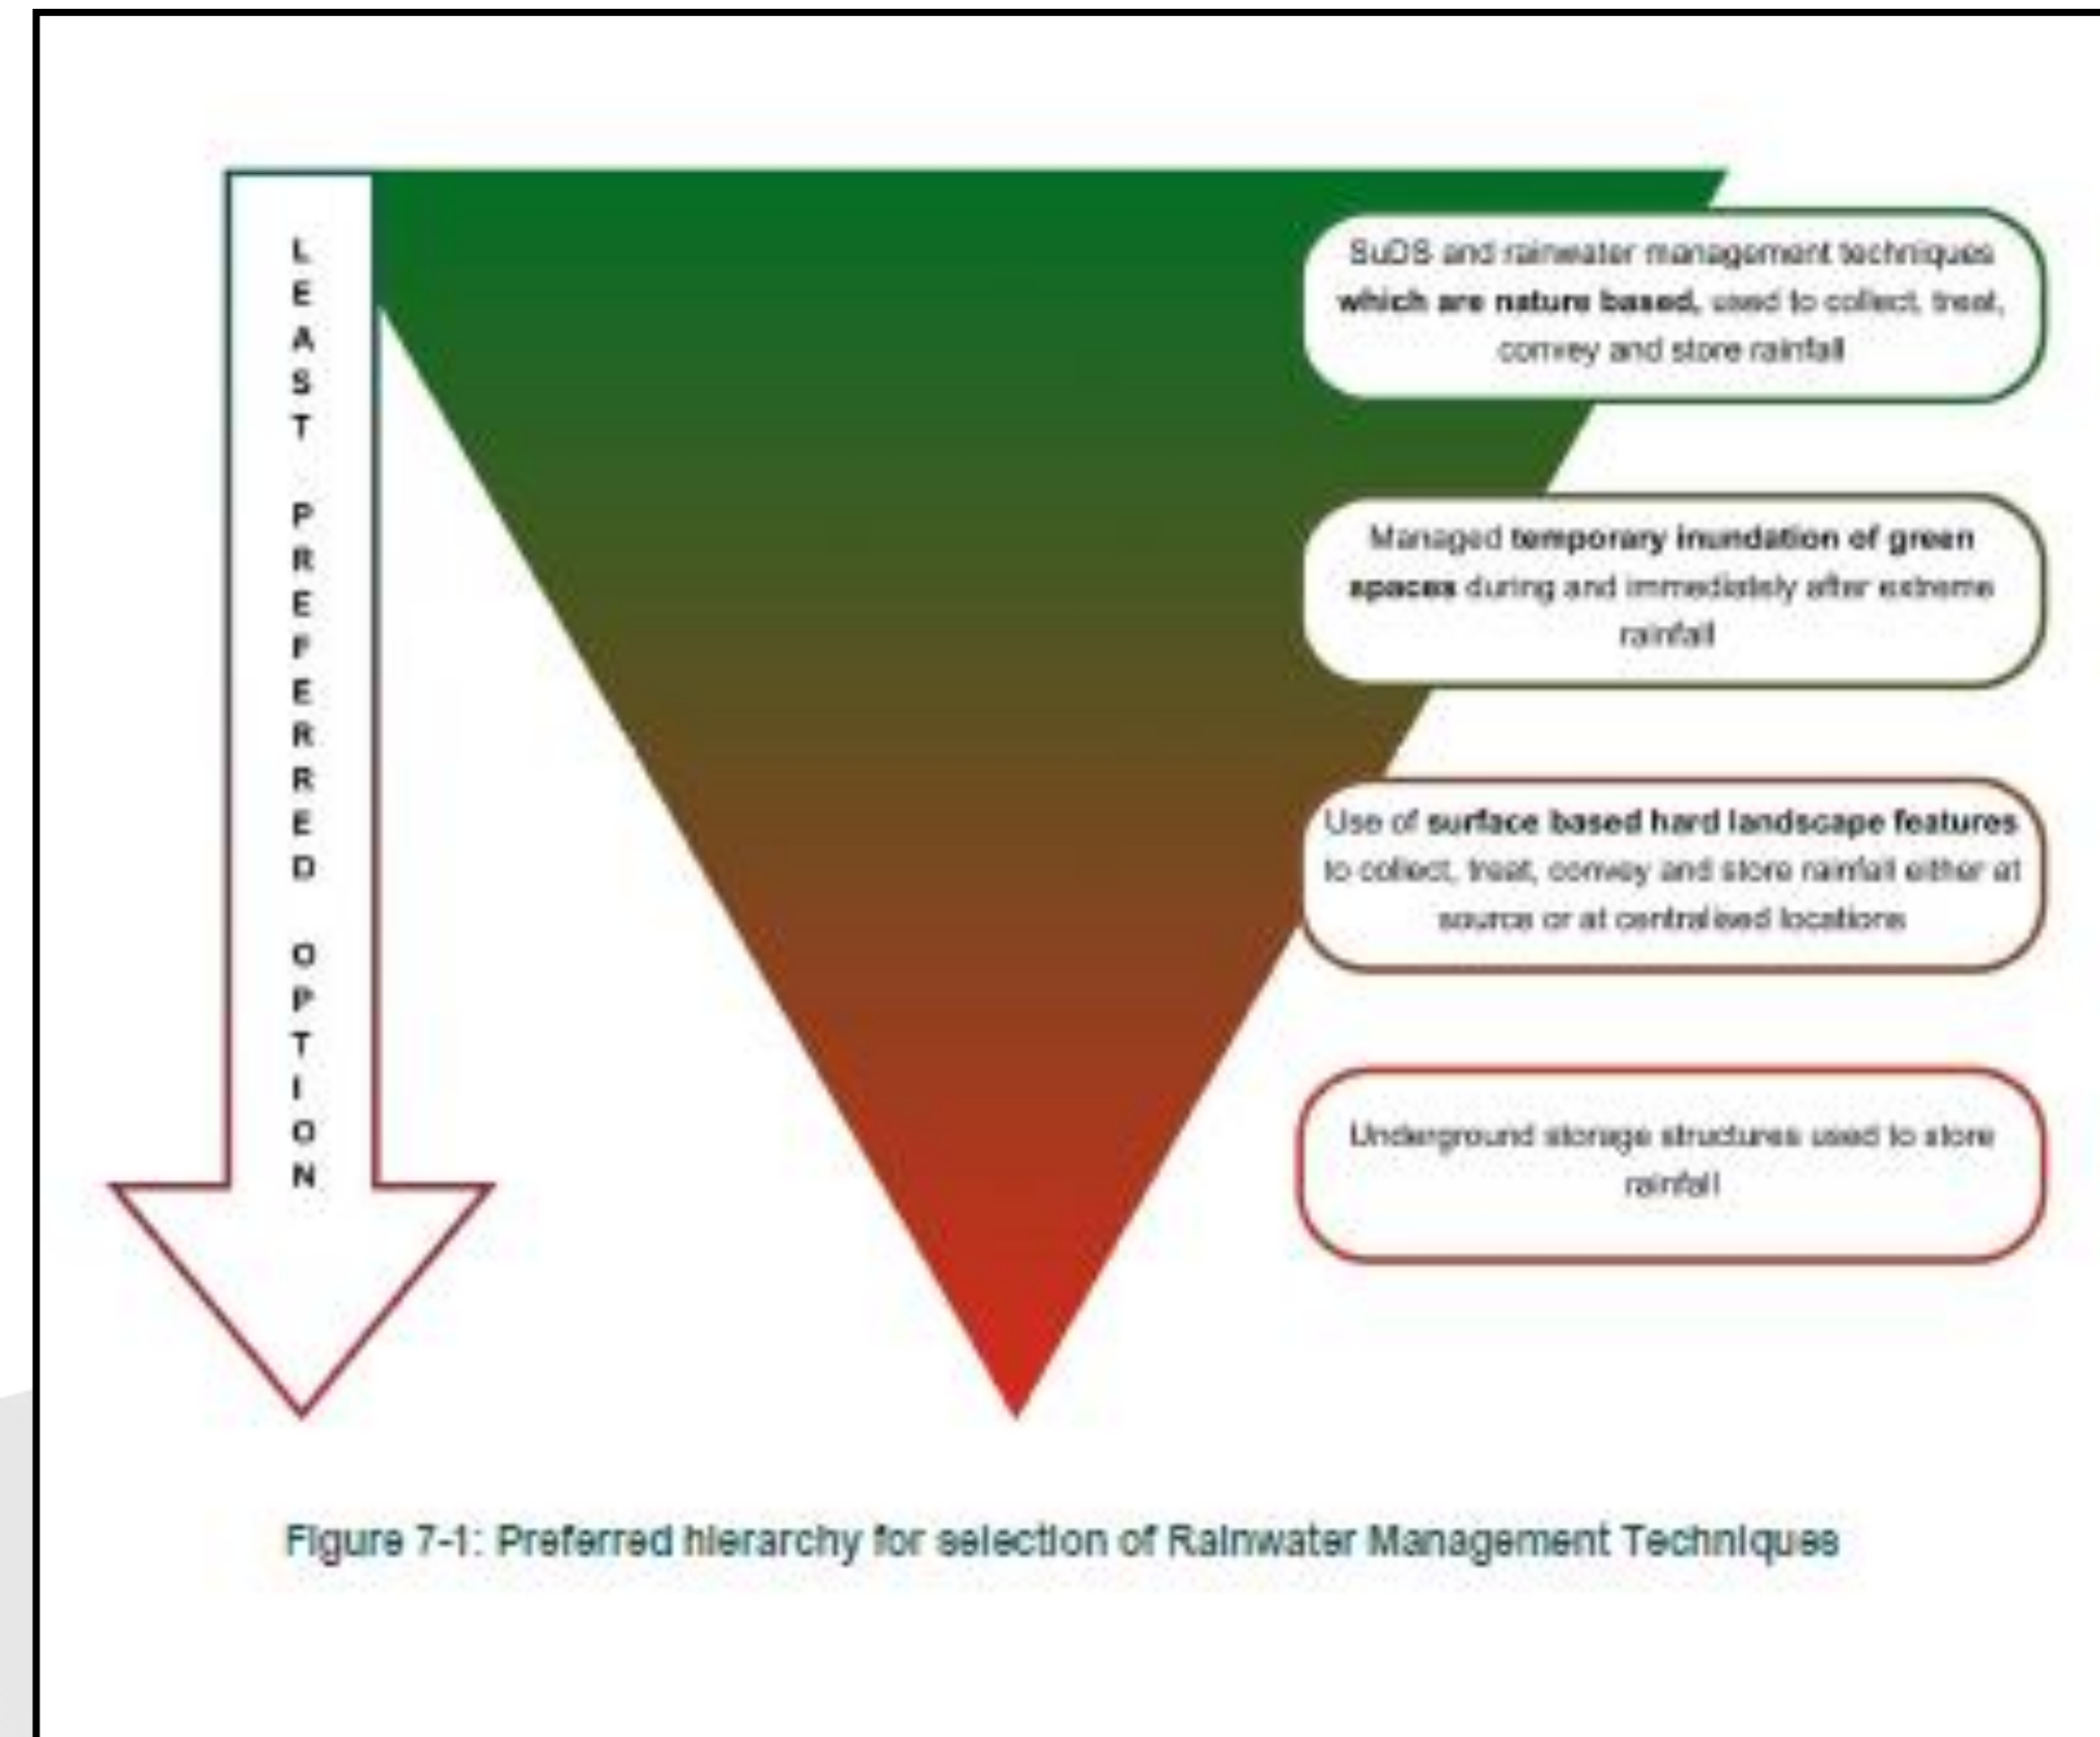 LEAST PREFERRED OPTION
SuDS and rainwater management techniques
which are nature based, used to collect, treat,
convey and store rainfall
Managed temporary inundation of green
spaces during and immediately after extreme
rainfall
Use of surface based hard landscape features
to collect, treat, convey and store rainfall either at
source or at centralised locations
Underground storage structures used to store
rainfall
Figure 7-1: Preferred hierarchy for selection of Rainwater Management Techniques